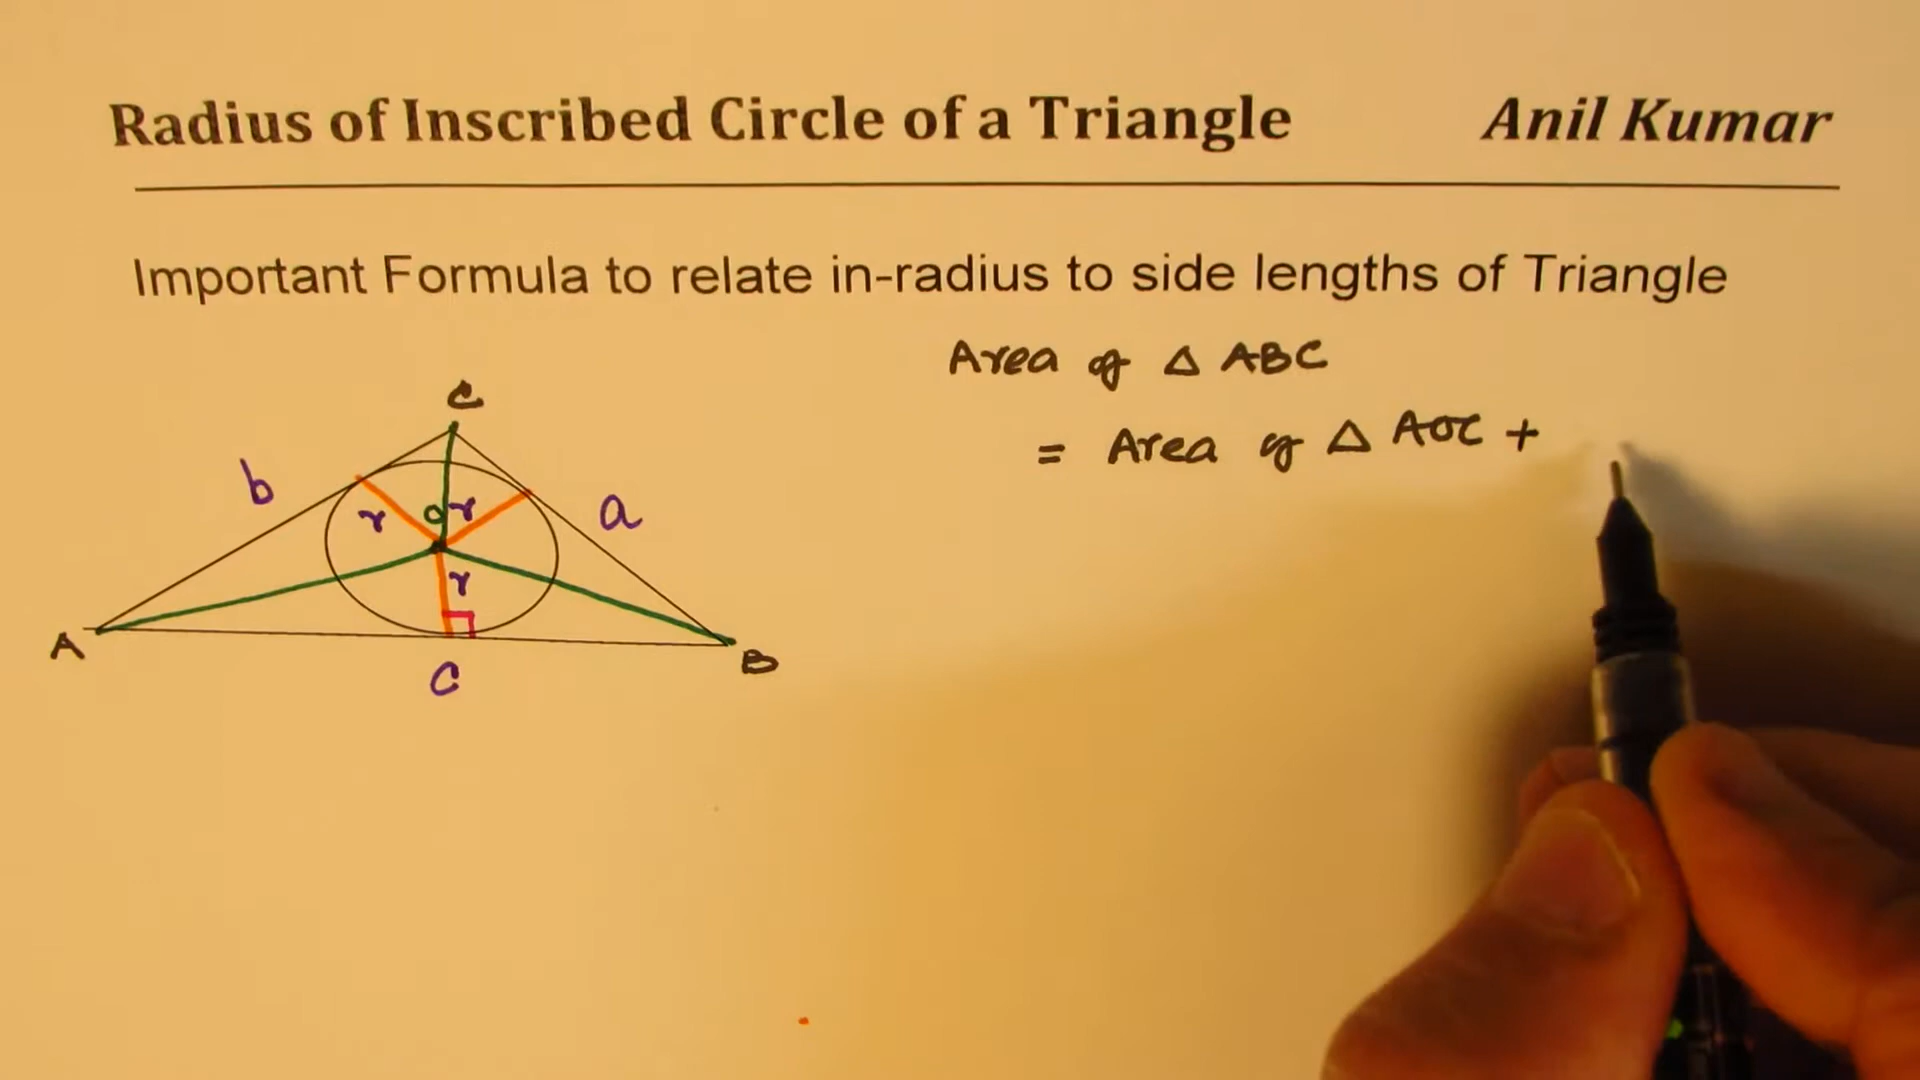 Radius of Inscribed Circle of a Triangle Anil Kumar
Important Formula to relate in-radius to side lengths of Triangle
Area of △ ABC
= Area of △ AOC +
C
b
a
r
O
r
r
A
B
c